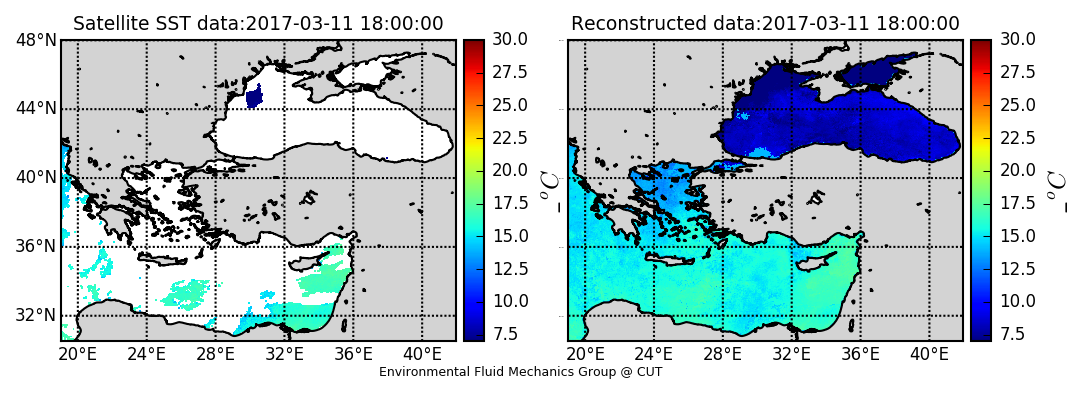 Satellite SST data:2017-03-11 18:00:00
Reconstructed data:2017-03-11 18:00:00
48°N
44°N
40°N
36°N
32°N
20°E 24°E 28°E 32°E 36°E 40°E
30.0
27.5
25.0
22.5
20.0
17.5
15.0
12.5
10.0
7.5
_ °C
20°E 24°E 28°E 32°E 36°E 40°E
30.0
27.5
25.0
22.5
20.0
17.5
15.0
12.5
10.0
7.5
_ °C
Environmental Fluid Mechanics Group @ CUT